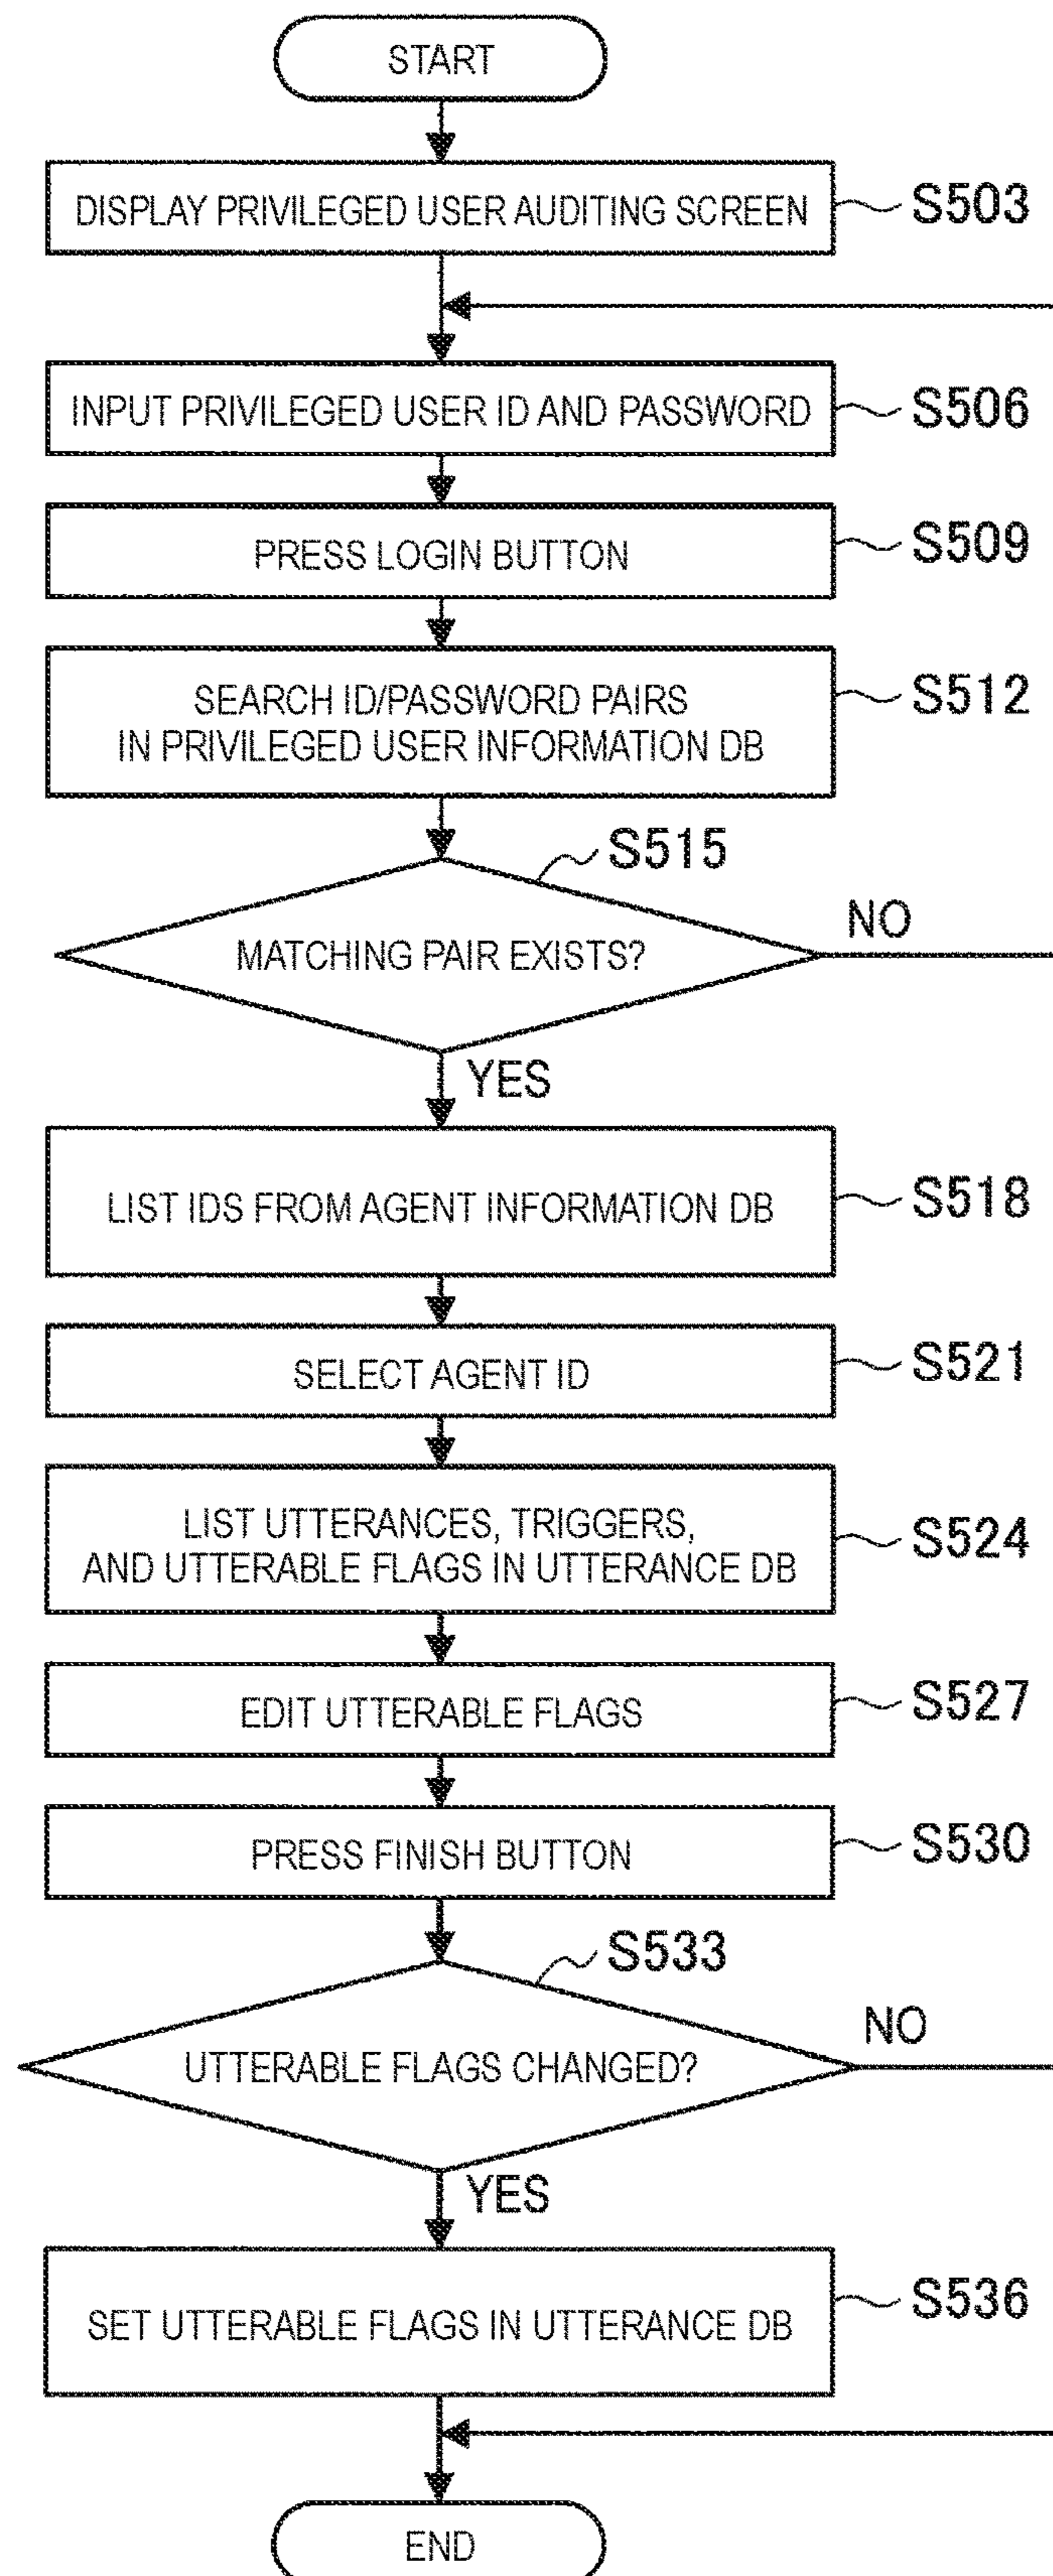 START
DISPLAY PRIVILEGED USER AUDITING SCREEN
S503
INPUT PRIVILEGED USER ID AND PASSWORD
S506
PRESS LOGIN BUTTON
S509
SEARCH ID/PASSWORD PAIRS
IN PRIVILEGED USER INFORMATION DB
S512
S515
MATCHING PAIR EXISTS?
NO
YES
LIST IDS FROM AGENT INFORMATION DB
S518
SELECT AGENT ID
S521
LIST UTTERANCES, TRIGGERS,
AND UTTERABLE FLAGS IN UTTERANCE DB
S524
EDIT UTTERABLE FLAGS
S527
PRESS FINISH BUTTON
S530
S533
UTTERABLE FLAGS CHANGED?
NO
YES
SET UTTERABLE FLAGS IN UTTERANCE DB
S536
END